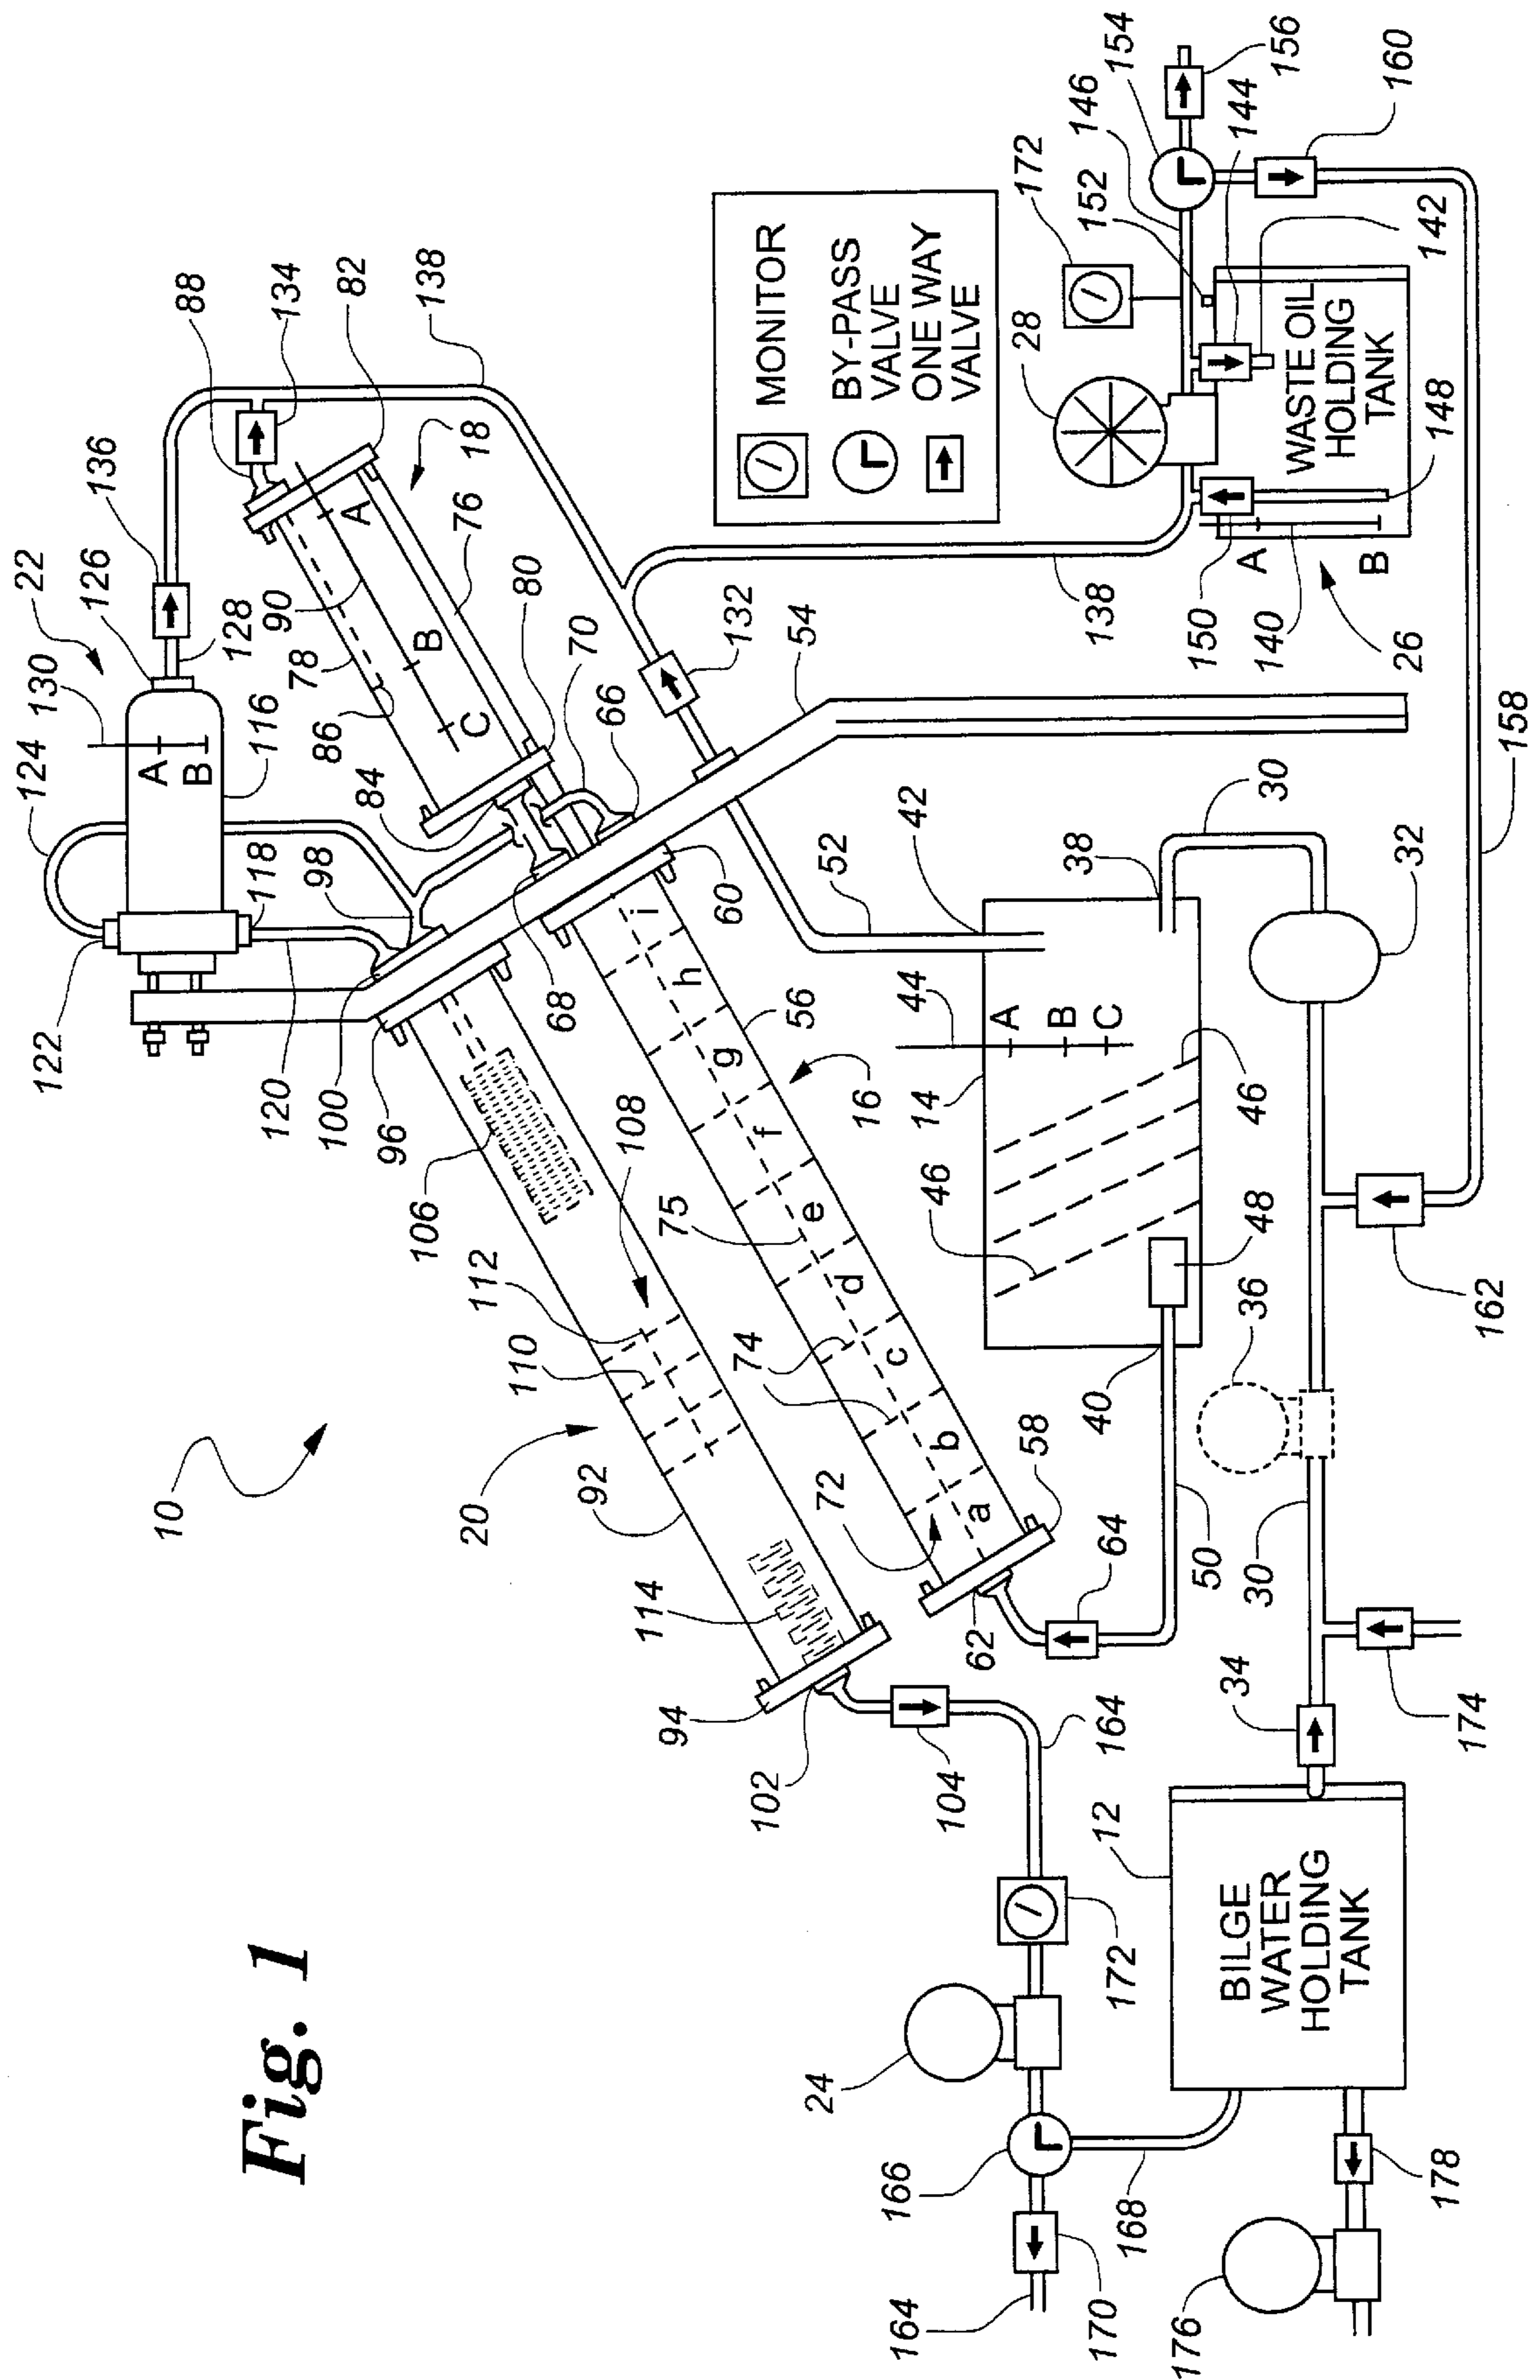 Fig. 1
10
122
124
130
22
136
88
120
118
98
126
134
100
128
82
96
84
86
78
90
138
106
116
A
B
18
112
A
76
110
B
20
C
80
92
108
70
114
66
94
75
68
132
74
56
60
54
102
72
16
a
b
c
d
e
f
g
h
i
MONITOR
24
104
62
58
14
44
52
42
BY-PASS
VALVE
166
64
46
A
38
28
172
ONE WAY
VALVE
B
C
138
152
146
154
164
164
40
46
30
150
172
12
50
48
32
A
140
144
156
170
34
30
36
26
B
148
142
160
168
BILGE
WATER
HOLDING
TANK
WASTE OIL
HOLDING
TANK
176
178
174
162
158